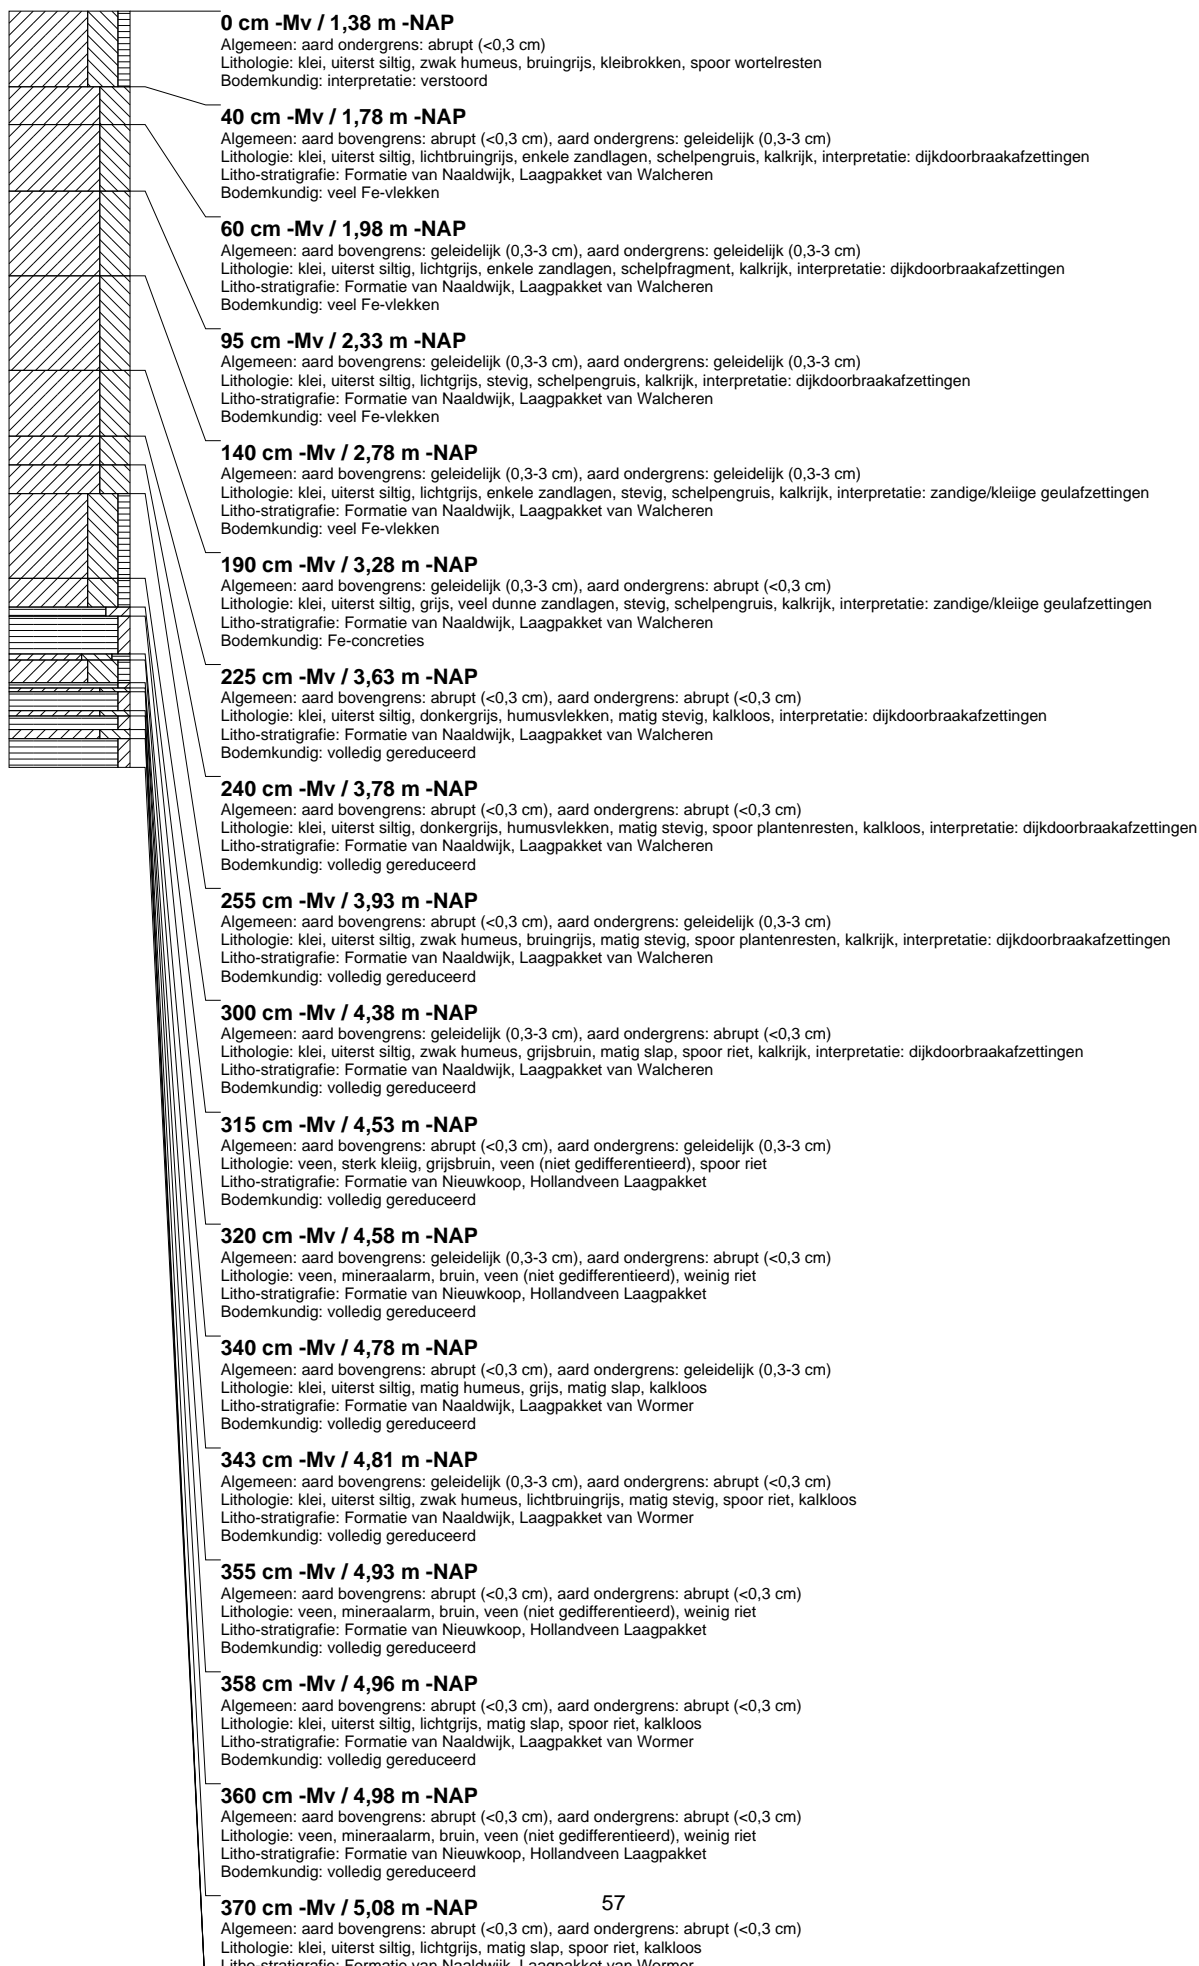 0 cm -Mv / 1,38 m -NAP
Algemeen: aard ondergrens: abrupt (<0,3 cm)
Lithologie: klei, uiterst siltig, zwak humeus, bruingrijs, kleibrokken, spoor wortelresten
Bodemkundig: interpretatie: verstoord
40 cm -Mv / 1,78 m -NAP
Algemeen: aard bovengrens: abrupt (<0,3 cm), aard ondergrens: geleidelijk (0,3-3 cm)
Lithologie: klei, uiterst siltig, lichtbruingrijs, enkele zandlagen, schelpengruis, kalkrijk, interpretatie: dijkdoorbraakafzettingen
Litho-stratigrafie: Formatie van Naaldwijk, Laagpakket van Walcheren
Bodemkundig: veel Fe-vlekken
60 cm -Mv / 1,98 m -NAP
Algemeen: aard bovengrens: geleidelijk (0,3-3 cm), aard ondergrens: geleidelijk (0,3-3 cm)
Lithologie: klei, uiterst siltig, lichtgrijs, enkele zandlagen, schelpfragment, kalkrijk, interpretatie: dijkdoorbraakafzettingen
Litho-stratigrafie: Formatie van Naaldwijk, Laagpakket van Walcheren
Bodemkundig: veel Fe-vlekken
95 cm -Mv / 2,33 m -NAP
Algemeen: aard bovengrens: geleidelijk (0,3-3 cm), aard ondergrens: geleidelijk (0,3-3 cm)
Lithologie: klei, uiterst siltig, lichtgrijs, stevig, schelpengruis, kalkrijk, interpretatie: dijkdoorbraakafzettingen
Litho-stratigrafie: Formatie van Naaldwijk, Laagpakket van Walcheren
Bodemkundig: veel Fe-vlekken
140 cm -Mv / 2,78 m -NAP
Algemeen: aard bovengrens: geleidelijk (0,3-3 cm), aard ondergrens: geleidelijk (0,3-3 cm)
Lithologie: klei, uiterst siltig, lichtgrijs, enkele zandlagen, stevig, schelpengruis, kalkrijk, interpretatie: zandige/kleiige geulafzettingen
Litho-stratigrafie: Formatie van Naaldwijk, Laagpakket van Walcheren
Bodemkundig: veel Fe-vlekken
190 cm -Mv / 3,28 m -NAP
Algemeen: aard bovengrens: geleidelijk (0,3-3 cm), aard ondergrens: abrupt (<0,3 cm)
Lithologie: klei, uiterst siltig, grijs, veel dunne zandlagen, stevig, schelpengruis, kalkrijk, interpretatie: zandige/kleiige geulafzettingen
Litho-stratigrafie: Formatie van Naaldwijk, Laagpakket van Walcheren
Bodemkundig: Fe-concreties
225 cm -Mv / 3,63 m -NAP
Algemeen: aard bovengrens: abrupt (<0,3 cm), aard ondergrens: abrupt (<0,3 cm)
Lithologie: klei, uiterst siltig, donkergrijs, humusvlekken, matig stevig, kalkloos, interpretatie: dijkdoorbraakafzettingen
Litho-stratigrafie: Formatie van Naaldwijk, Laagpakket van Walcheren
Bodemkundig: volledig gereduceerd
240 cm -Mv / 3,78 m -NAP
Algemeen: aard bovengrens: abrupt (<0,3 cm), aard ondergrens: abrupt (<0,3 cm)
Lithologie: klei, uiterst siltig, donkergrijs, humusvlekken, matig stevig, spoor plantenresten, kalkloos, interpretatie: dijkdoorbraakafzettingen
Litho-stratigrafie: Formatie van Naaldwijk, Laagpakket van Walcheren
Bodemkundig: volledig gereduceerd
255 cm -Mv / 3,93 m -NAP
Algemeen: aard bovengrens: abrupt (<0,3 cm), aard ondergrens: geleidelijk (0,3-3 cm)
Lithologie: klei, uiterst siltig, zwak humeus, bruingrijs, matig stevig, spoor plantenresten, kalkrijk, interpretatie: dijkdoorbraakafzettingen
Litho-stratigrafie: Formatie van Naaldwijk, Laagpakket van Walcheren
Bodemkundig: volledig gereduceerd
300 cm -Mv / 4,38 m -NAP
Algemeen: aard bovengrens: geleidelijk (0,3-3 cm), aard ondergrens: abrupt (<0,3 cm)
Lithologie: klei, uiterst siltig, zwak humeus, grijsbruin, matig slap, spoor riet, kalkrijk, interpretatie: dijkdoorbraakafzettingen
Litho-stratigrafie: Formatie van Naaldwijk, Laagpakket van Walcheren
Bodemkundig: volledig gereduceerd
315 cm -Mv / 4,53 m -NAP
Algemeen: aard bovengrens: abrupt (<0,3 cm), aard ondergrens: geleidelijk (0,3-3 cm)
Lithologie: veen, sterk kleiig, grijsbruin, veen (niet gedifferentieerd), spoor riet
Litho-stratigrafie: Formatie van Nieuwkoop, Hollandveen Laagpakket
Bodemkundig: volledig gereduceerd
320 cm -Mv / 4,58 m -NAP
Algemeen: aard bovengrens: geleidelijk (0,3-3 cm), aard ondergrens: abrupt (<0,3 cm)
Lithologie: veen, mineraalarm, bruin, veen (niet gedifferentieerd), weinig riet
Litho-stratigrafie: Formatie van Nieuwkoop, Hollandveen Laagpakket
Bodemkundig: volledig gereduceerd
340 cm -Mv / 4,78 m -NAP
Algemeen: aard bovengrens: abrupt (<0,3 cm), aard ondergrens: geleidelijk (0,3-3 cm)
Lithologie: klei, uiterst siltig, matig humeus, grijs, matig slap, kalkloos
Litho-stratigrafie: Formatie van Naaldwijk, Laagpakket van Wormer
Bodemkundig: volledig gereduceerd
343 cm -Mv / 4,81 m -NAP
Algemeen: aard bovengrens: geleidelijk (0,3-3 cm), aard ondergrens: abrupt (<0,3 cm)
Lithologie: klei, uiterst siltig, zwak humeus, lichtbruingrijs, matig stevig, spoor riet, kalkloos
Litho-stratigrafie: Formatie van Naaldwijk, Laagpakket van Wormer
Bodemkundig: volledig gereduceerd
355 cm -Mv / 4,93 m -NAP
Algemeen: aard bovengrens: abrupt (<0,3 cm), aard ondergrens: abrupt (<0,3 cm)
Lithologie: veen, mineraalarm, bruin, veen (niet gedifferentieerd), weinig riet
Litho-stratigrafie: Formatie van Nieuwkoop, Hollandveen Laagpakket
Bodemkundig: volledig gereduceerd
358 cm -Mv / 4,96 m -NAP
Algemeen: aard bovengrens: abrupt (<0,3 cm), aard ondergrens: abrupt (<0,3 cm)
Lithologie: klei, uiterst siltig, lichtgrijs, matig slap, spoor riet, kalkloos
Litho-stratigrafie: Formatie van Naaldwijk, Laagpakket van Wormer
Bodemkundig: volledig gereduceerd
360 cm -Mv / 4,98 m -NAP
Algemeen: aard bovengrens: abrupt (<0,3 cm), aard ondergrens: abrupt (<0,3 cm)
Lithologie: veen, mineraalarm, bruin, veen (niet gedifferentieerd), weinig riet
Litho-stratigrafie: Formatie van Nieuwkoop, Hollandveen Laagpakket
Bodemkundig: volledig gereduceerd
370 cm -Mv / 5,08 m -NAP
57
Algemeen: aard bovengrens: abrupt (<0,3 cm), aard ondergrens: abrupt (<0,3 cm)
Lithologie: klei, uiterst siltig, lichtgrijs, matig slap, spoor riet, kalkloos
Litho-stratigrafie: Formatie van Naaldwijk, Laagpakket van Wormer